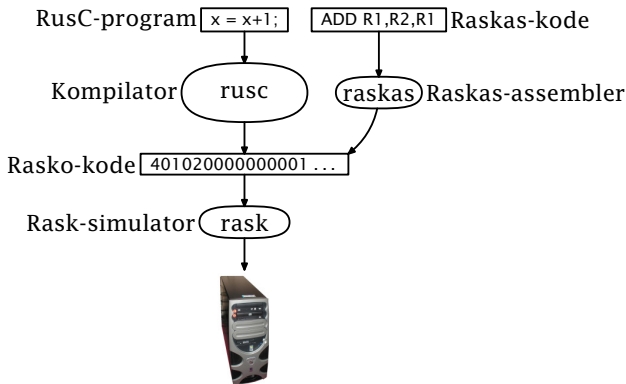 RusC-program x = x+1; ADD R1,R2,R1 Raskas-kode
Kompilator rusc raskas Raskas-assembler
Rasko-kode 401020000000001 ...
Rask-simulator rask